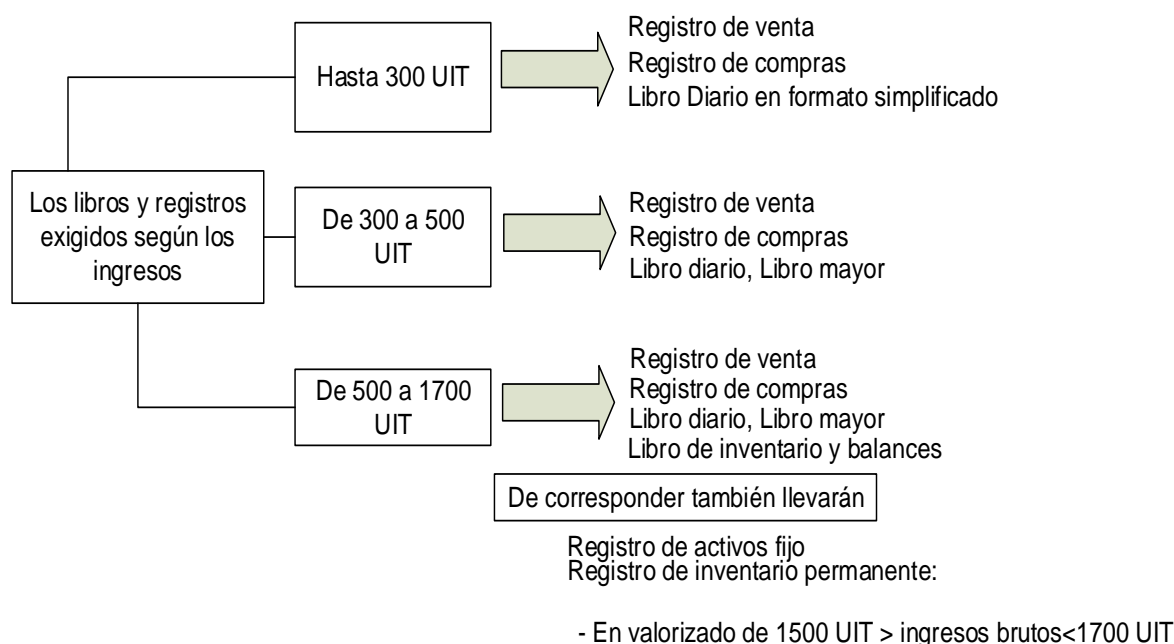 Los libros y registros
exigidos según los
ingresos
Hasta 300 UIT
Registro de venta
Registro de compras
Libro Diario en formato simplificado
De 300 a 500
UIT
Registro de venta
Registro de compras
Libro diario, Libro mayor
De 500 a 1700
UIT
Registro de venta
Registro de compras
Libro diario, Libro mayor
Libro de inventario y balances
De corresponder también llevarán
Registro de activos fijo
Registro de inventario permanente:
- En valorizado de 1500 UIT > ingresos brutos<1700 UIT